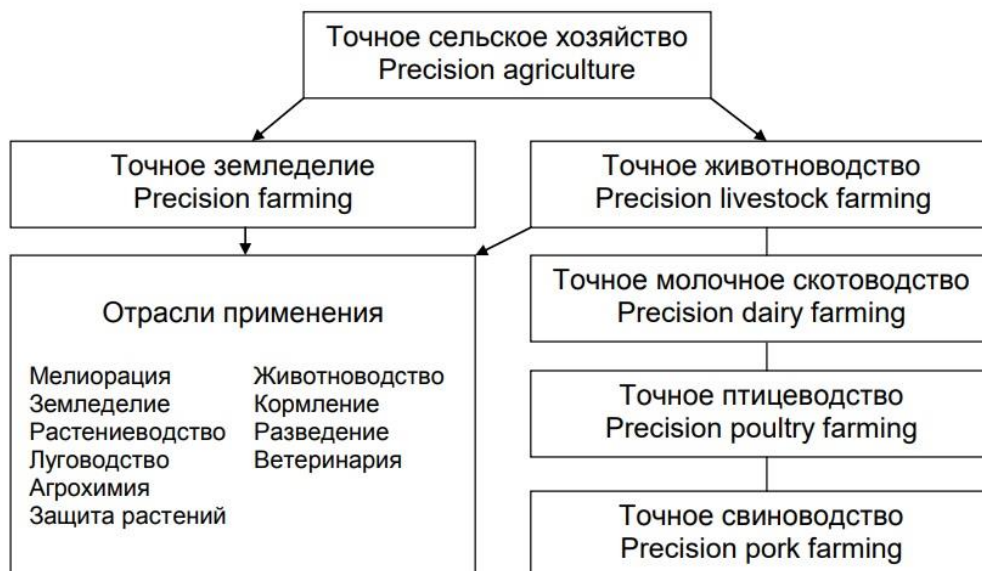 Точное сельское хозяйство
Precision agriculture
Точное земледелие
Precision farming
Точное животноводство
Precision livestock farming
Отрасли применения
Мелиорация
Земледелие
Растениеводство
Луговодство
Агрохимия
Защита растений
Животноводство
Кормление
Разведение
Ветеринария
Точное молочное скотоводство
Precision dairy farming
Точное птицеводство
Precision poultry farming
Точное свиноводство
Precision pork farming